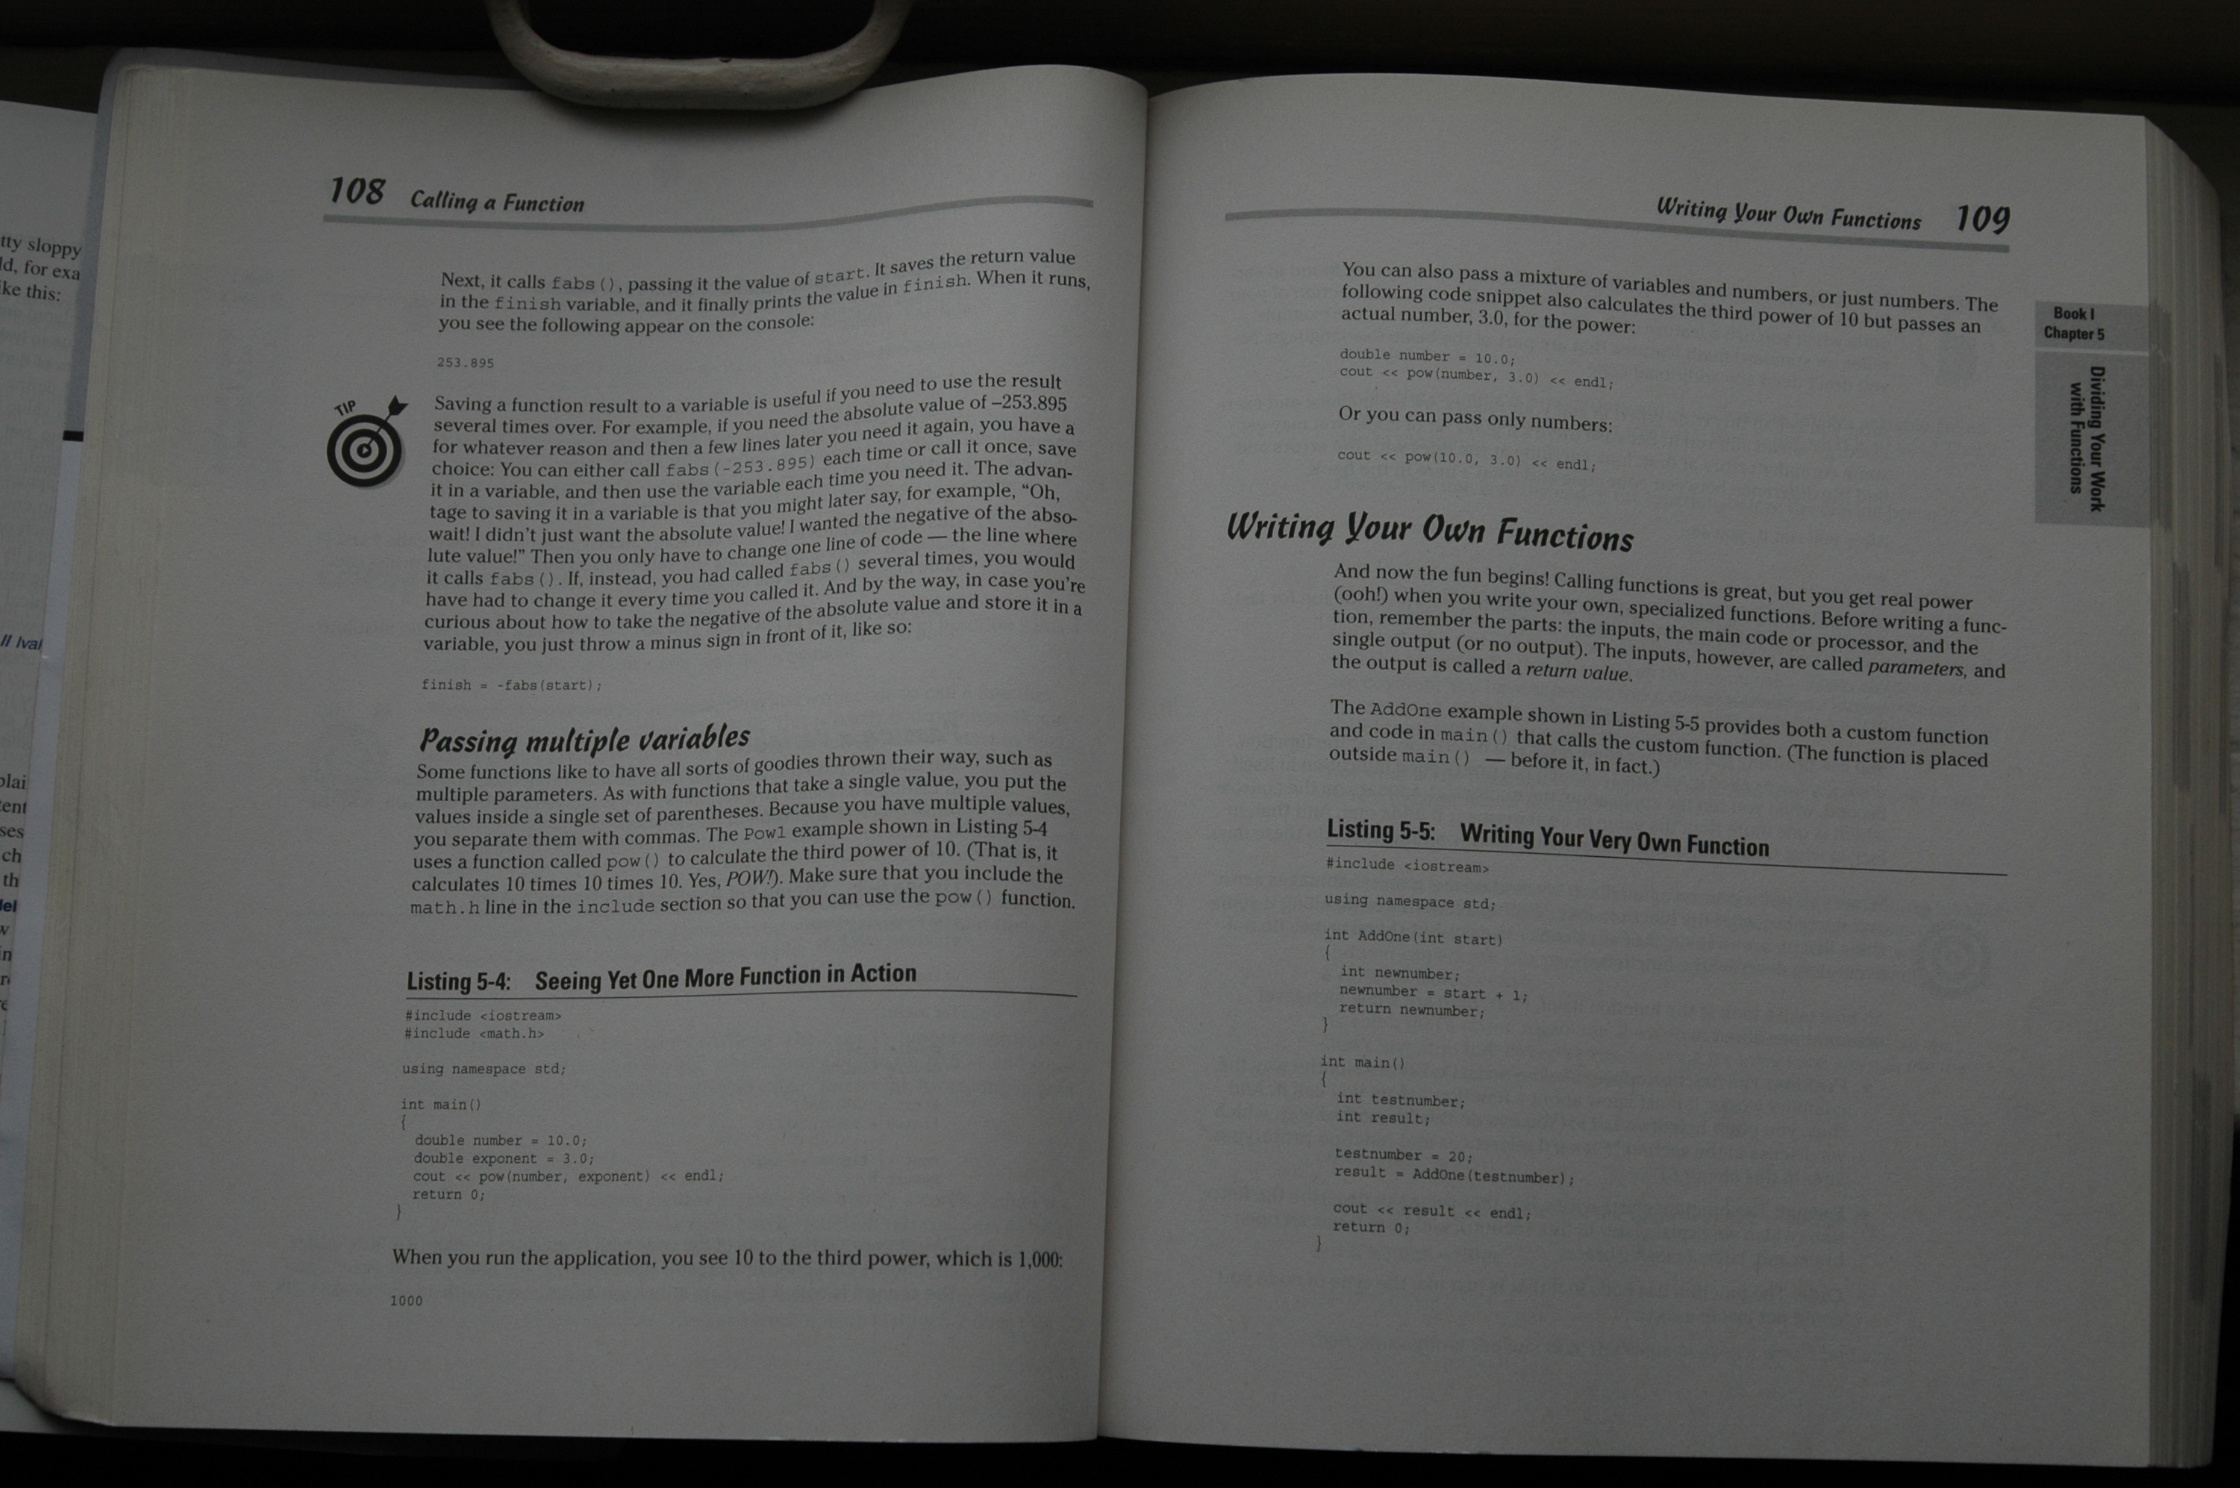 tty sloppy
ld, for exa
ke this:
// lval
plai
ent
ses
ch
th
del
108 Calling a Function
Next, it calls fabs(), passing it the value of start. It saves the return value
in the finish variable, and it finally prints the value in finish. When it runs,
you see the following appear on the console:
253.895
TIP
Saving a function result to a variable is useful if you need to use the result
several times over. For example, if you need the absolute value of –253.895
for whatever reason and then a few lines later you need it again, you have a
choice: You can either call fabs(-253.895) each time or call it once, save
it in a variable, and then use the variable each time you need it. The advan-
tage to saving it in a variable is that you might later say, for example, “Oh,
wait! I didn’t just want the absolute value! I wanted the negative of the abso-
lute value!” Then you only have to change one line of code — the line where
it calls fabs(). If, instead, you had called fabs() several times, you would
have had to change it every time you called it. And by the way, in case you’re
curious about how to take the negative of the absolute value and store it in a
variable, you just throw a minus sign in front of it, like so:
finish = -fabs(start);
Passing multiple variables
Some functions like to have all sorts of goodies thrown their way, such as
multiple parameters. As with functions that take a single value, you put the
values inside a single set of parentheses. Because you have multiple values,
you separate them with commas. The Pow1 example shown in Listing 5-4
uses a function called pow() to calculate the third power of 10. (That is, it
calculates 10 times 10 times 10. Yes, POW!). Make sure that you include the
math.h line in the include section so that you can use the pow() function.
Listing 5-4: Seeing Yet One More Function in Action
#include <iostream>
#include <math.h>
using namespace std;
int main()
{
double number = 10.0;
double exponent = 3.0;
cout << pow(number, exponent) << endl;
return 0;
}
When you run the application, you see 10 to the third power, which is 1,000:
1000
Writing Your Own Functions 109
You can also pass a mixture of variables and numbers, or just numbers. The
following code snippet also calculates the third power of 10 but passes an
actual number, 3.0, for the power:
double number = 10.0;
cout << pow(number, 3.0) << endl;
Or you can pass only numbers:
cout << pow(10.0, 3.0) << endl;
Writing Your Own Functions
And now the fun begins! Calling functions is great, but you get real power
(ooh!) when you write your own, specialized functions. Before writing a func-
tion, remember the parts: the inputs, the main code or processor, and the
single output (or no output). The inputs, however, are called parameters, and
the output is called a return value.
The AddOne example shown in Listing 5-5 provides both a custom function
and code in main() that calls the custom function. (The function is placed
outside main() — before it, in fact.)
Listing 5-5: Writing Your Very Own Function
#include <iostream>
using namespace std;
int AddOne(int start)
{
int newnumber;
newnumber = start + 1;
return newnumber;
}
int main()
{
int testnumber;
int result;
testnumber = 20;
result = AddOne(testnumber);
cout << result << endl;
return 0;
}
Book I
Chapter 5
Dividing Your Work
with Functions